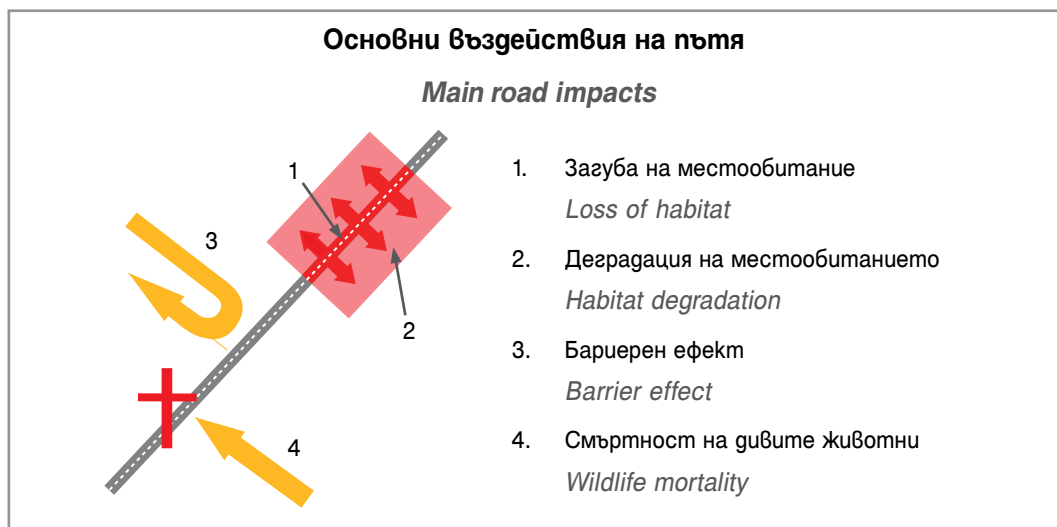 Основни въздействия на пътя
Main road impacts
1
3
2
4
1. Загуба на местообитание
Loss of habitat
2. Деградация на местообитанието
Habitat degradation
3. Бариерен ефект
Barrier effect
4. Смъртност на дивите животни
Wildlife mortality